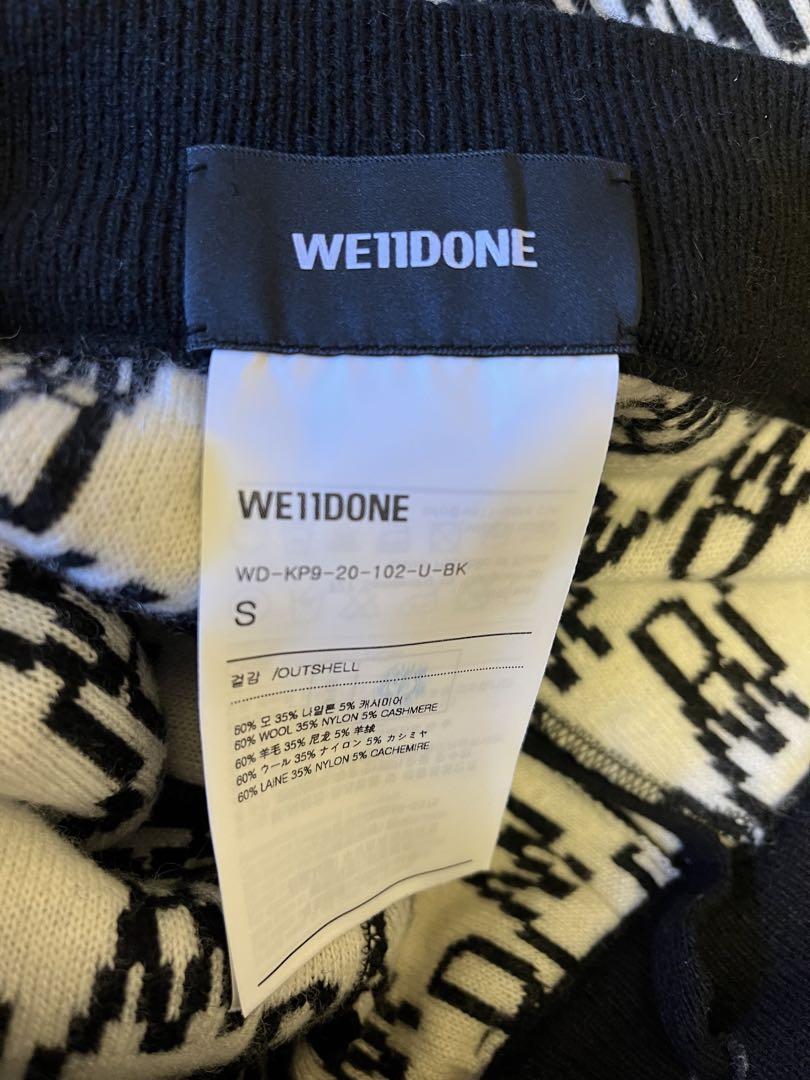 WE11DONE
WE11DONE
WD-KP9-20-102-U-BK
S
겉감 /OUTSHELL
60% 모 35% 나일론 5% 캐시미어
60% WOOL 35% NYLON 5% CASHMERE
60% 羊毛 35% 尼龙 5% 羊绒
60% ウール 35% ナイロン 5% カシミヤ
60% LAINE 35% NYLON 5% CACHEMIRE